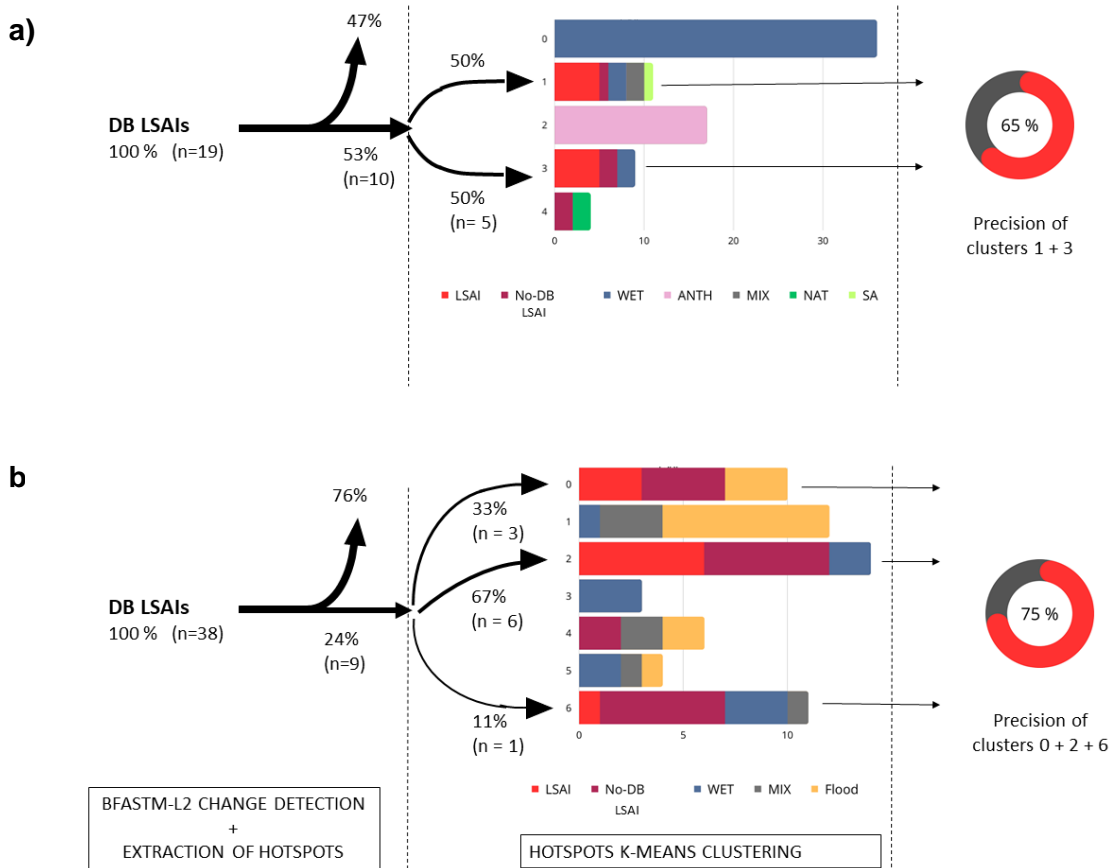 a)
47%
50%
DB LSAIs
100 % (n=19)
53%
(n=10)
50%
(n= 5)
0
1
2
3
4
0
10
20
30
LSAI
No-DB
LSAI
WET
ANTH
MIX
NAT
SA
65 %
Precision of
clusters 1 + 3
b
76%
DB LSAIs
100 % (n=38)
24%
(n=9)
33%
(n = 3)
67%
(n = 6)
11%
(n = 1)
0
1
2
3
4
5
6
0
5
10
LSAI
No-DB
LSAI
WET
MIX
Flood
75 %
Precision of
clusters 0 + 2 + 6
BFASTM-L2 CHANGE DETECTION
+
EXTRACTION OF HOTSPOTS
HOTSPOTS K-MEANS CLUSTERING